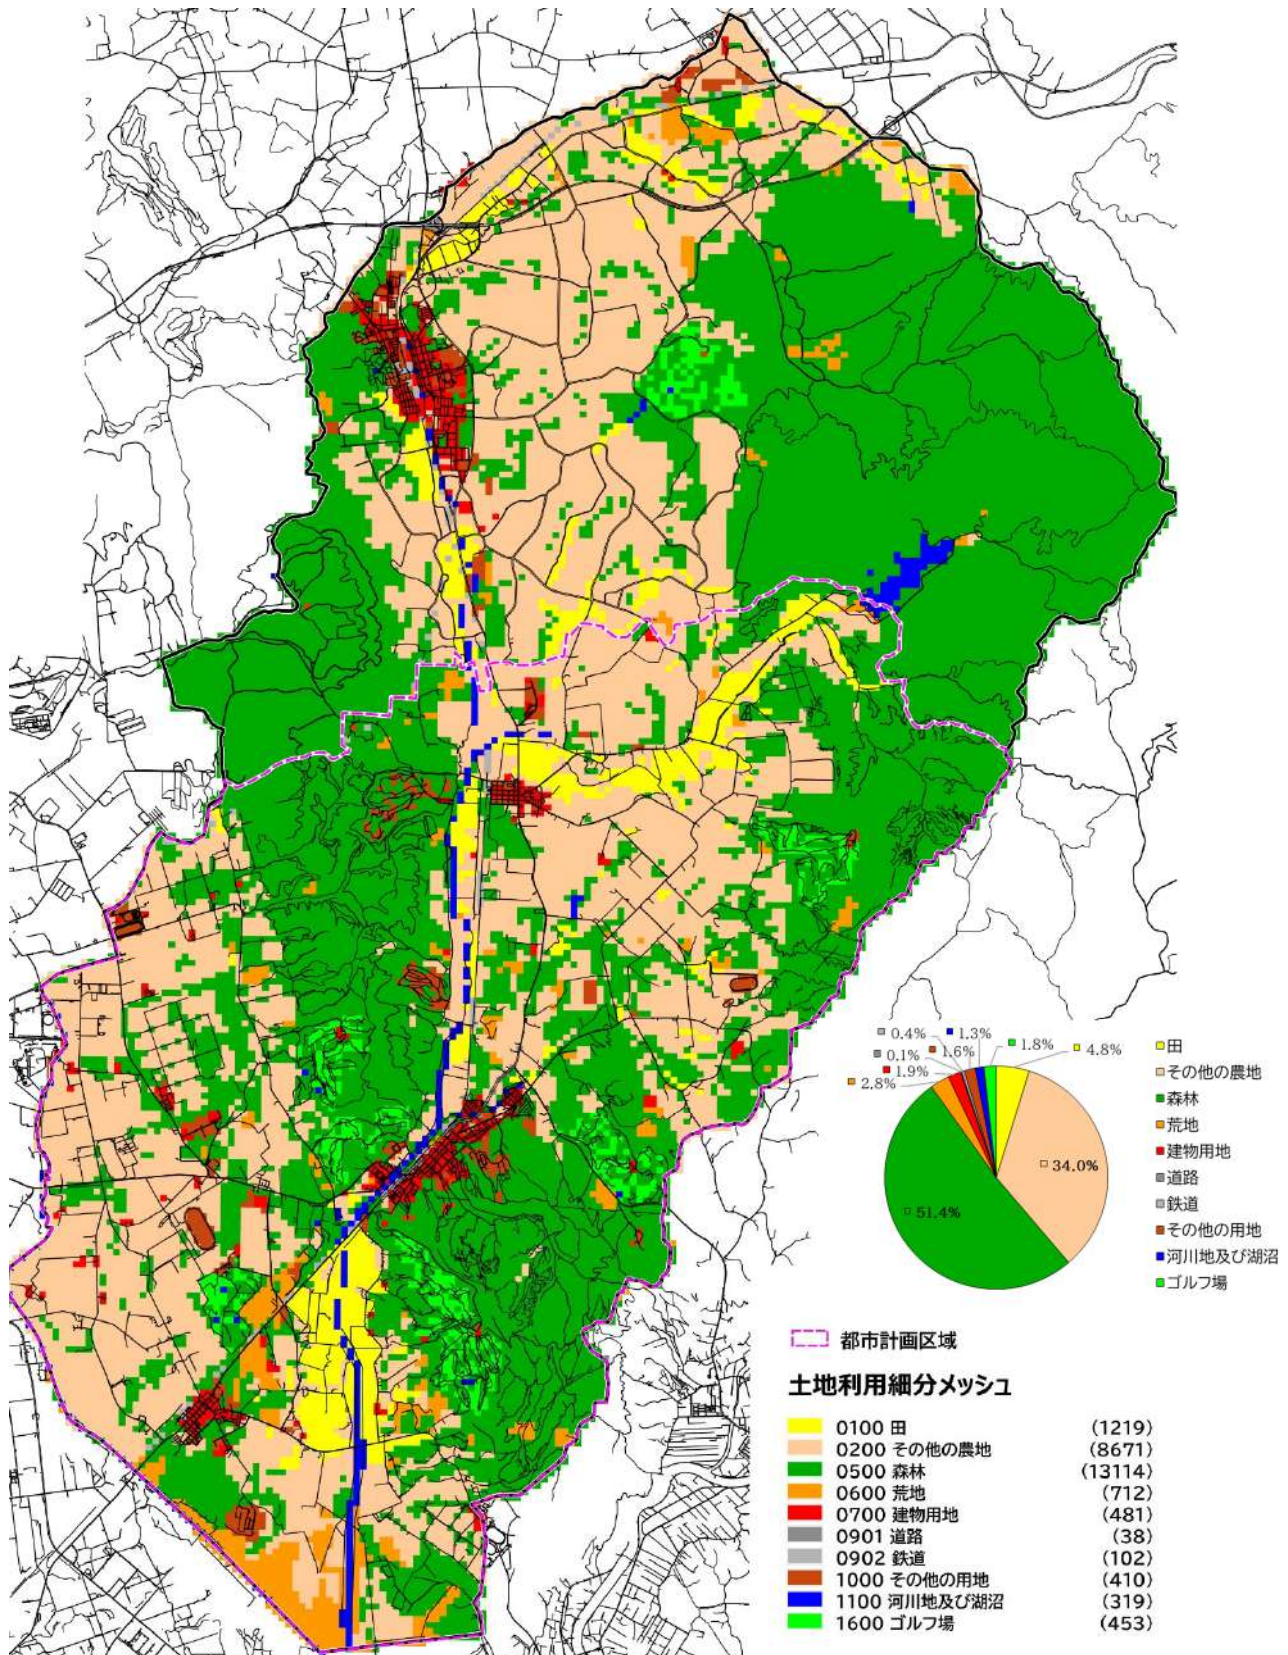 0.4%
1.3%
0.1%
1.6%
1.8%
4.8%
1.9%
2.8%
34.0%
51.4%
田
その他の農地
森林
荒地
建物用地
道路
鉄道
その他の用地
河川地及び湖沼
ゴルフ場
都市計画区域
土地利用細分メッシュ
0100 田 (1219)
0200 その他の農地 (8671)
0500 森林 (13114)
0600 荒地 (712)
0700 建物用地 (481)
0901 道路 (38)
0902 鉄道 (102)
1000 その他の用地 (410)
1100 河川地及び湖沼 (319)
1600 ゴルフ場 (453)